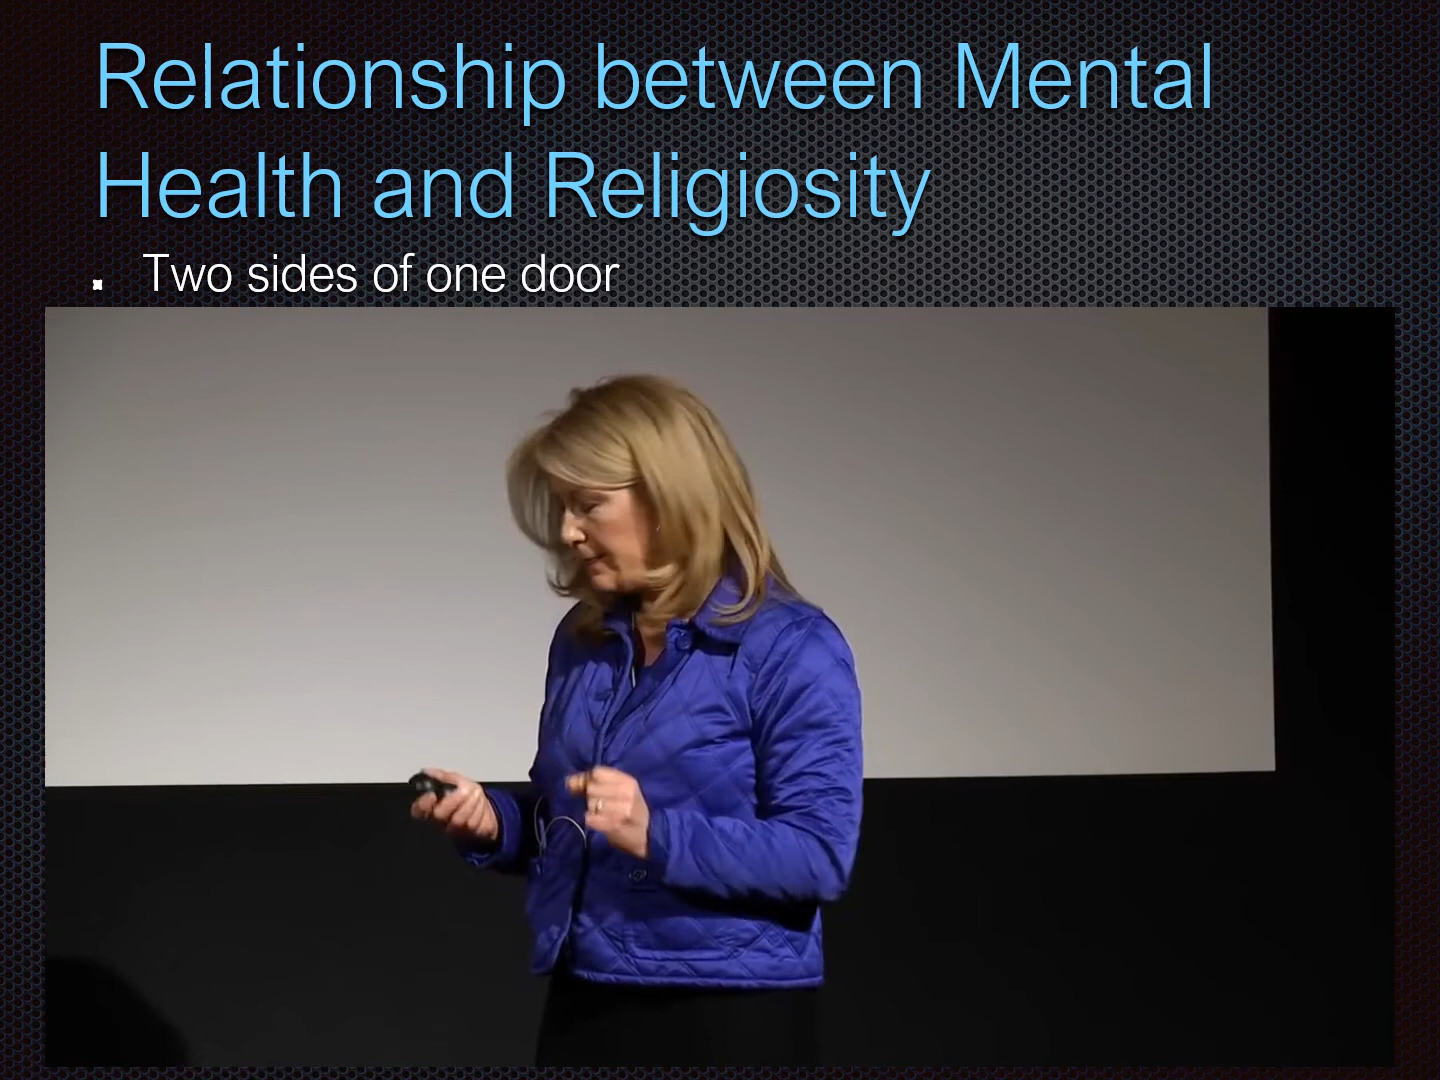 Relationship between Mental
Health and Religiosity
Two sides of one door